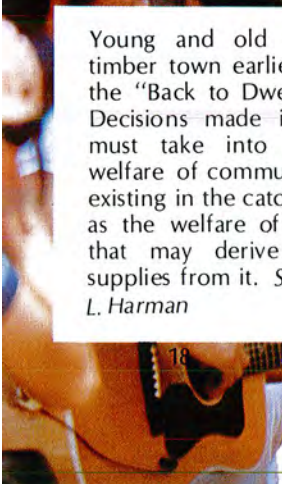 Young and old
timber town earlie
the "Back to Dwe
Decisions made i
must take into
welfare of commu
existing in the catc
as the welfare of
that may derive
supplies from it. S
L. Harman
18